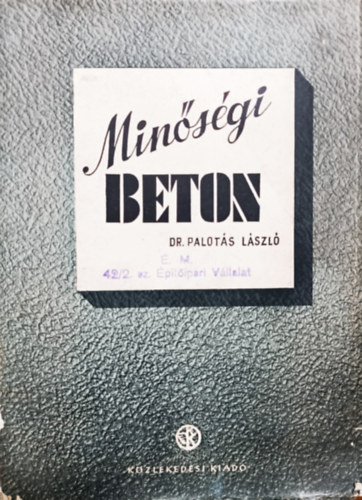 Minőségi
BETON
DR. PALOTÁS LÁSZLÓ
É. M.
42/2. sz. Építőipari Vállalat
KÖZLEKEDÉSI KIADÓ